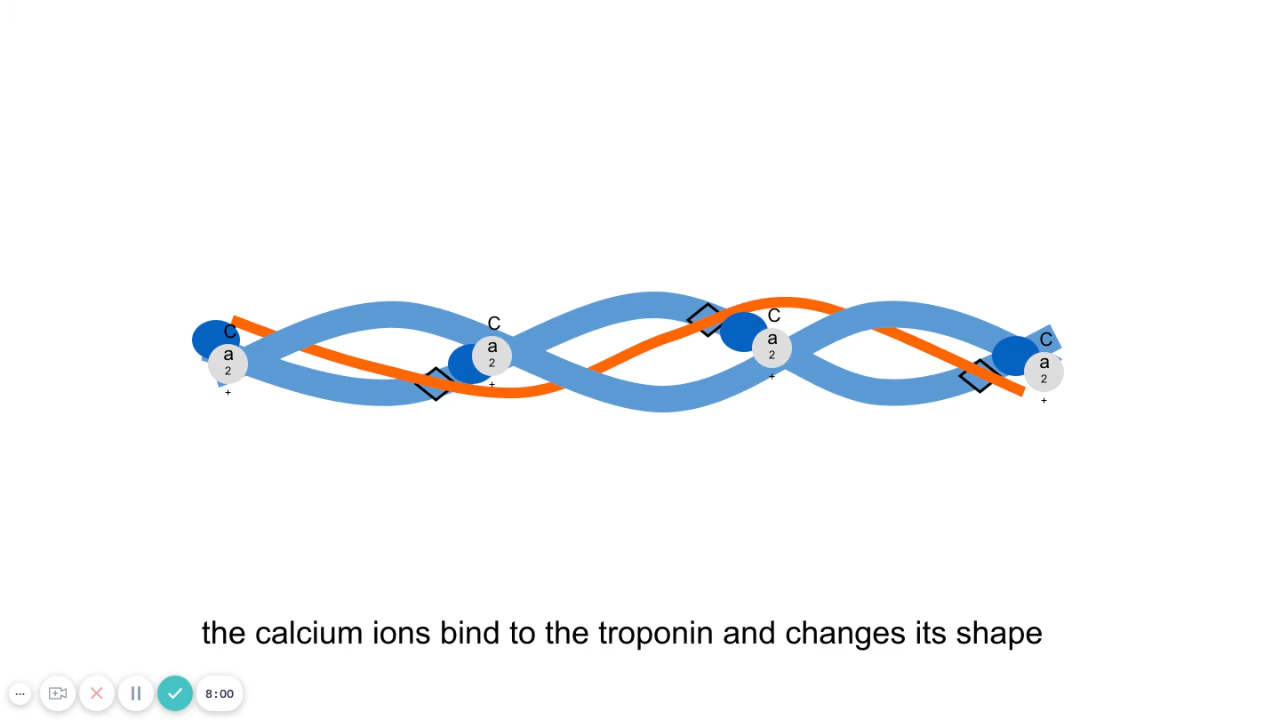 C
a
2
+
C
a
2
+
C
a
2
+
C
a
2
+
the calcium ions bind to the troponin and changes its shape
8:00